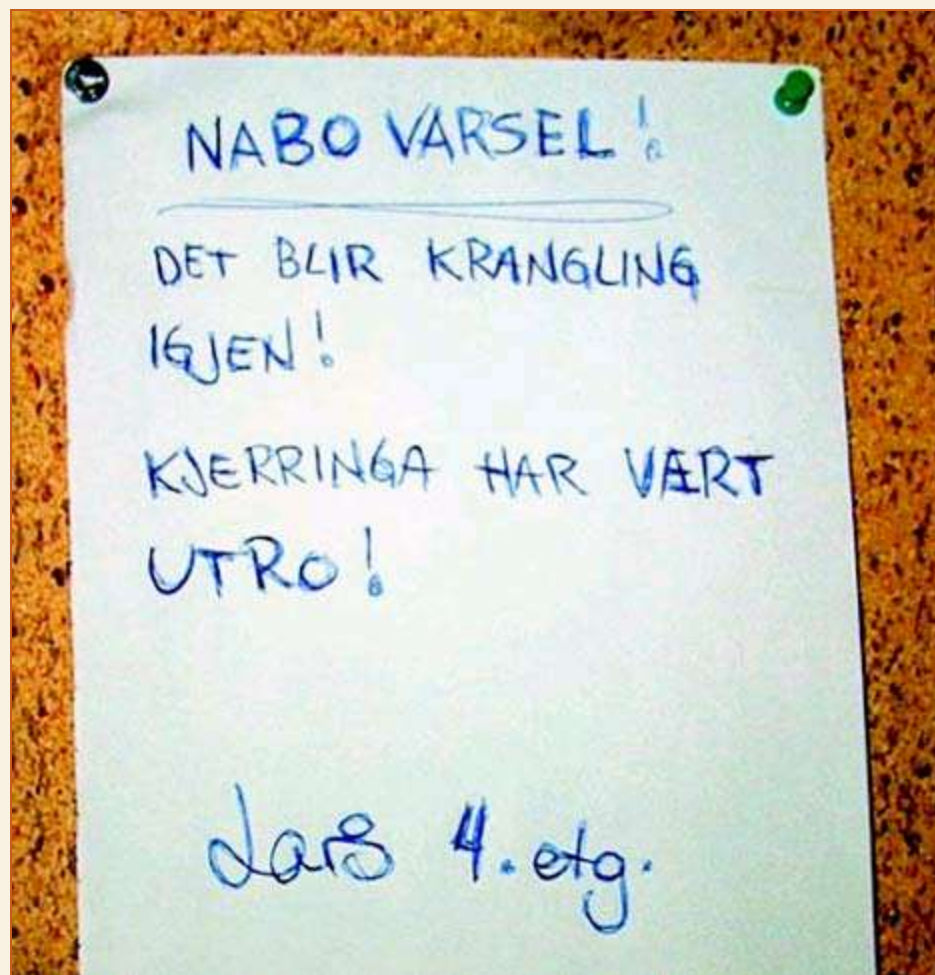 NABO VARSEL!
DET BLIR KRANGLING
IGJEN!
KJERRINGA HAR VÆRT
UTRO!
Lars 4. etg.